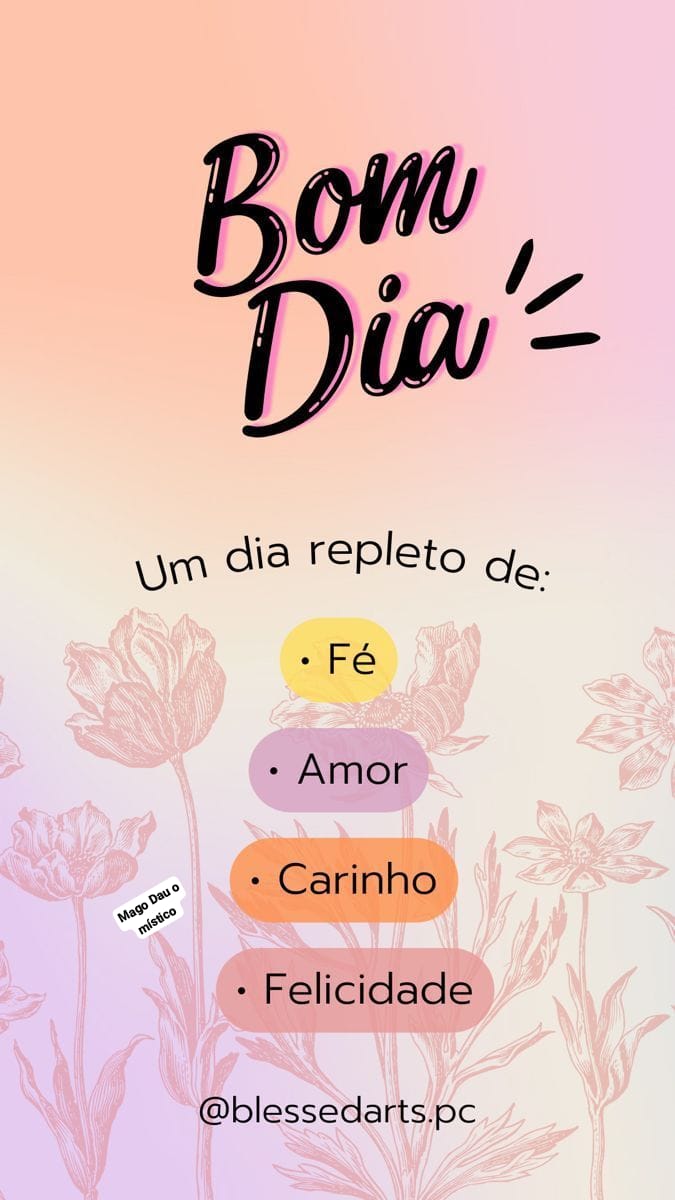 Bom
Dia
Um dia repleto de:
• Fé
• Amor
• Carinho
• Felicidade
Mago Dau o
místico
@blessedarts.pc